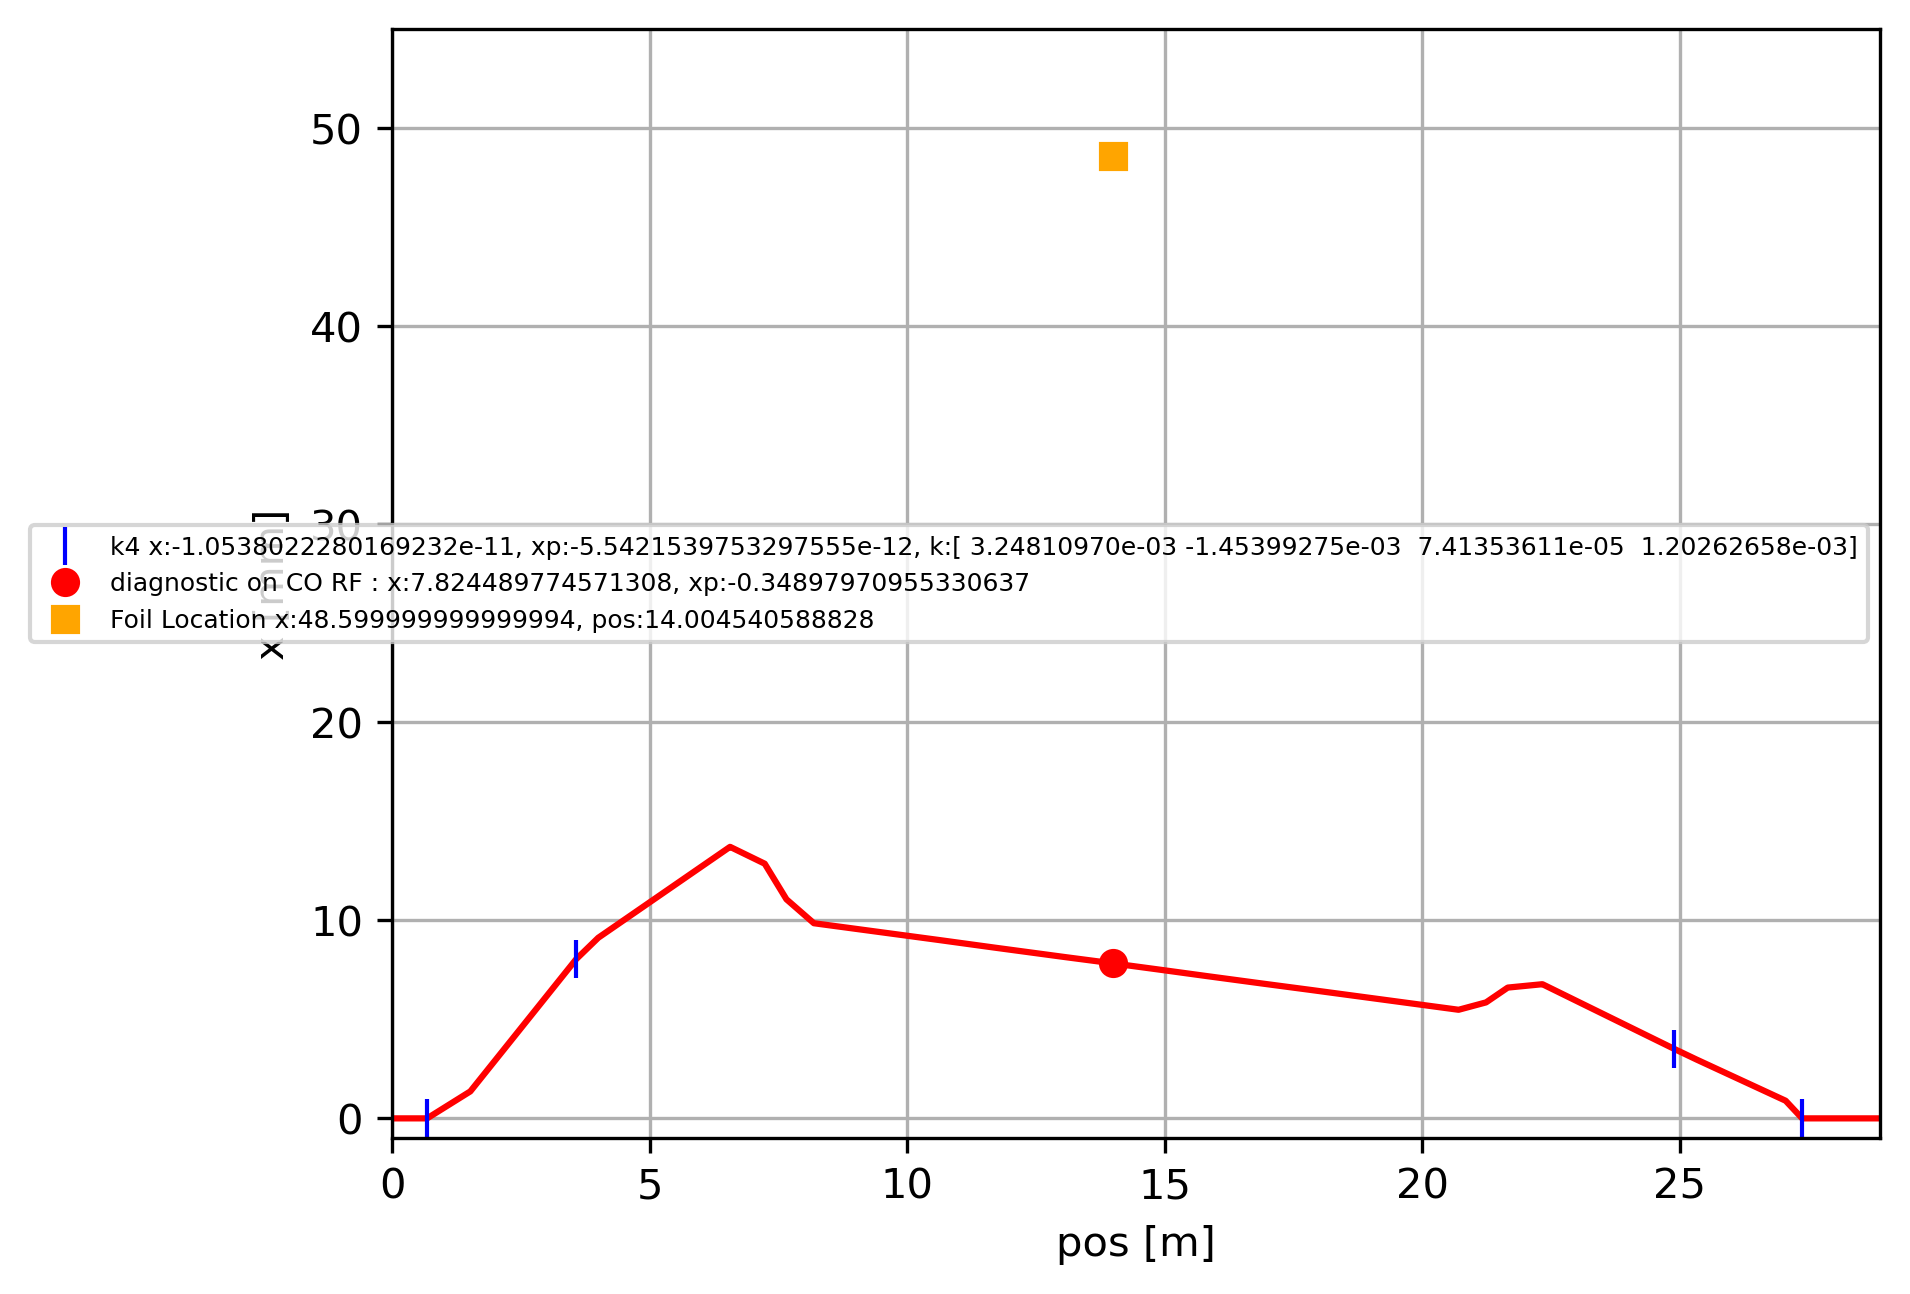 50
40
30
x [mm]
k4 x:-1.0538022280169232e-11, xp:-5.5421539753297555e-12, k:[ 3.24810970e-03 -1.45399275e-03  7.41353611e-05  1.20262658e-03]
diagnostic on CO RF : x:7.824489774571308, xp:-0.34897970955330637
Foil Location x:48.599999999999994, pos:14.004540588828
20
10
0
0 5 10 15 20 25
pos [m]